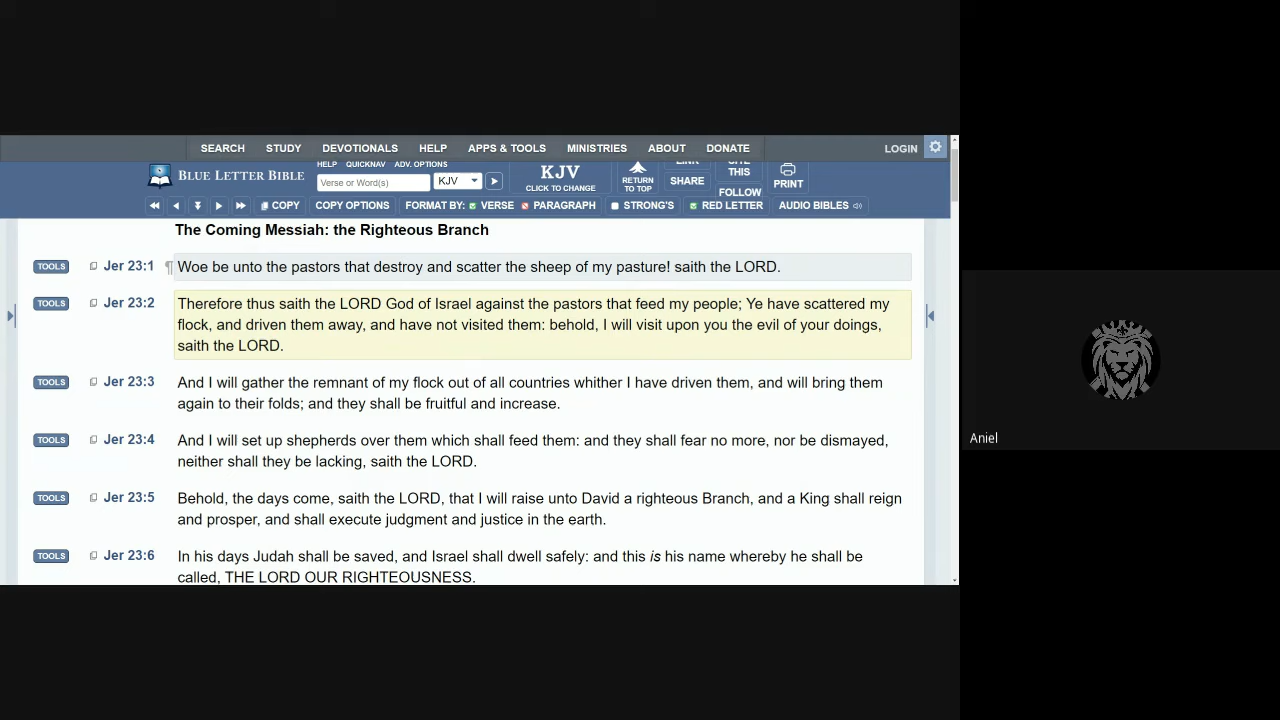 SEARCH STUDY DEVOTIONALS HELP APPS & TOOLS MINISTRIES ABOUT DONATE LOGIN
BLUE LETTER BIBLE
HELP QUICKNAV ADV. OPTIONS
Verse or Word(s) KJV
KJV
CLICK TO CHANGE
RETURN
TO TOP
LINK
SHARE
CITE
THIS
FOLLOW
PRINT
COPY COPY OPTIONS FORMAT BY: VERSE PARAGRAPH STRONG'S RED LETTER AUDIO BIBLES
The Coming Messiah: the Righteous Branch
TOOLS Jer 23:1 ¶ Woe be unto the pastors that destroy and scatter the sheep of my pasture! saith the LORD.
TOOLS Jer 23:2 Therefore thus saith the LORD God of Israel against the pastors that feed my people; Ye have scattered my
flock, and driven them away, and have not visited them: behold, I will visit upon you the evil of your doings,
saith the LORD.
TOOLS Jer 23:3 And I will gather the remnant of my flock out of all countries whither I have driven them, and will bring them
again to their folds; and they shall be fruitful and increase.
TOOLS Jer 23:4 And I will set up shepherds over them which shall feed them: and they shall fear no more, nor be dismayed,
neither shall they be lacking, saith the LORD.
TOOLS Jer 23:5 Behold, the days come, saith the LORD, that I will raise unto David a righteous Branch, and a King shall reign
and prosper, and shall execute judgment and justice in the earth.
TOOLS Jer 23:6 In his days Judah shall be saved, and Israel shall dwell safely: and this is his name whereby he shall be
called, THE LORD OUR RIGHTEOUSNESS.
Aniel